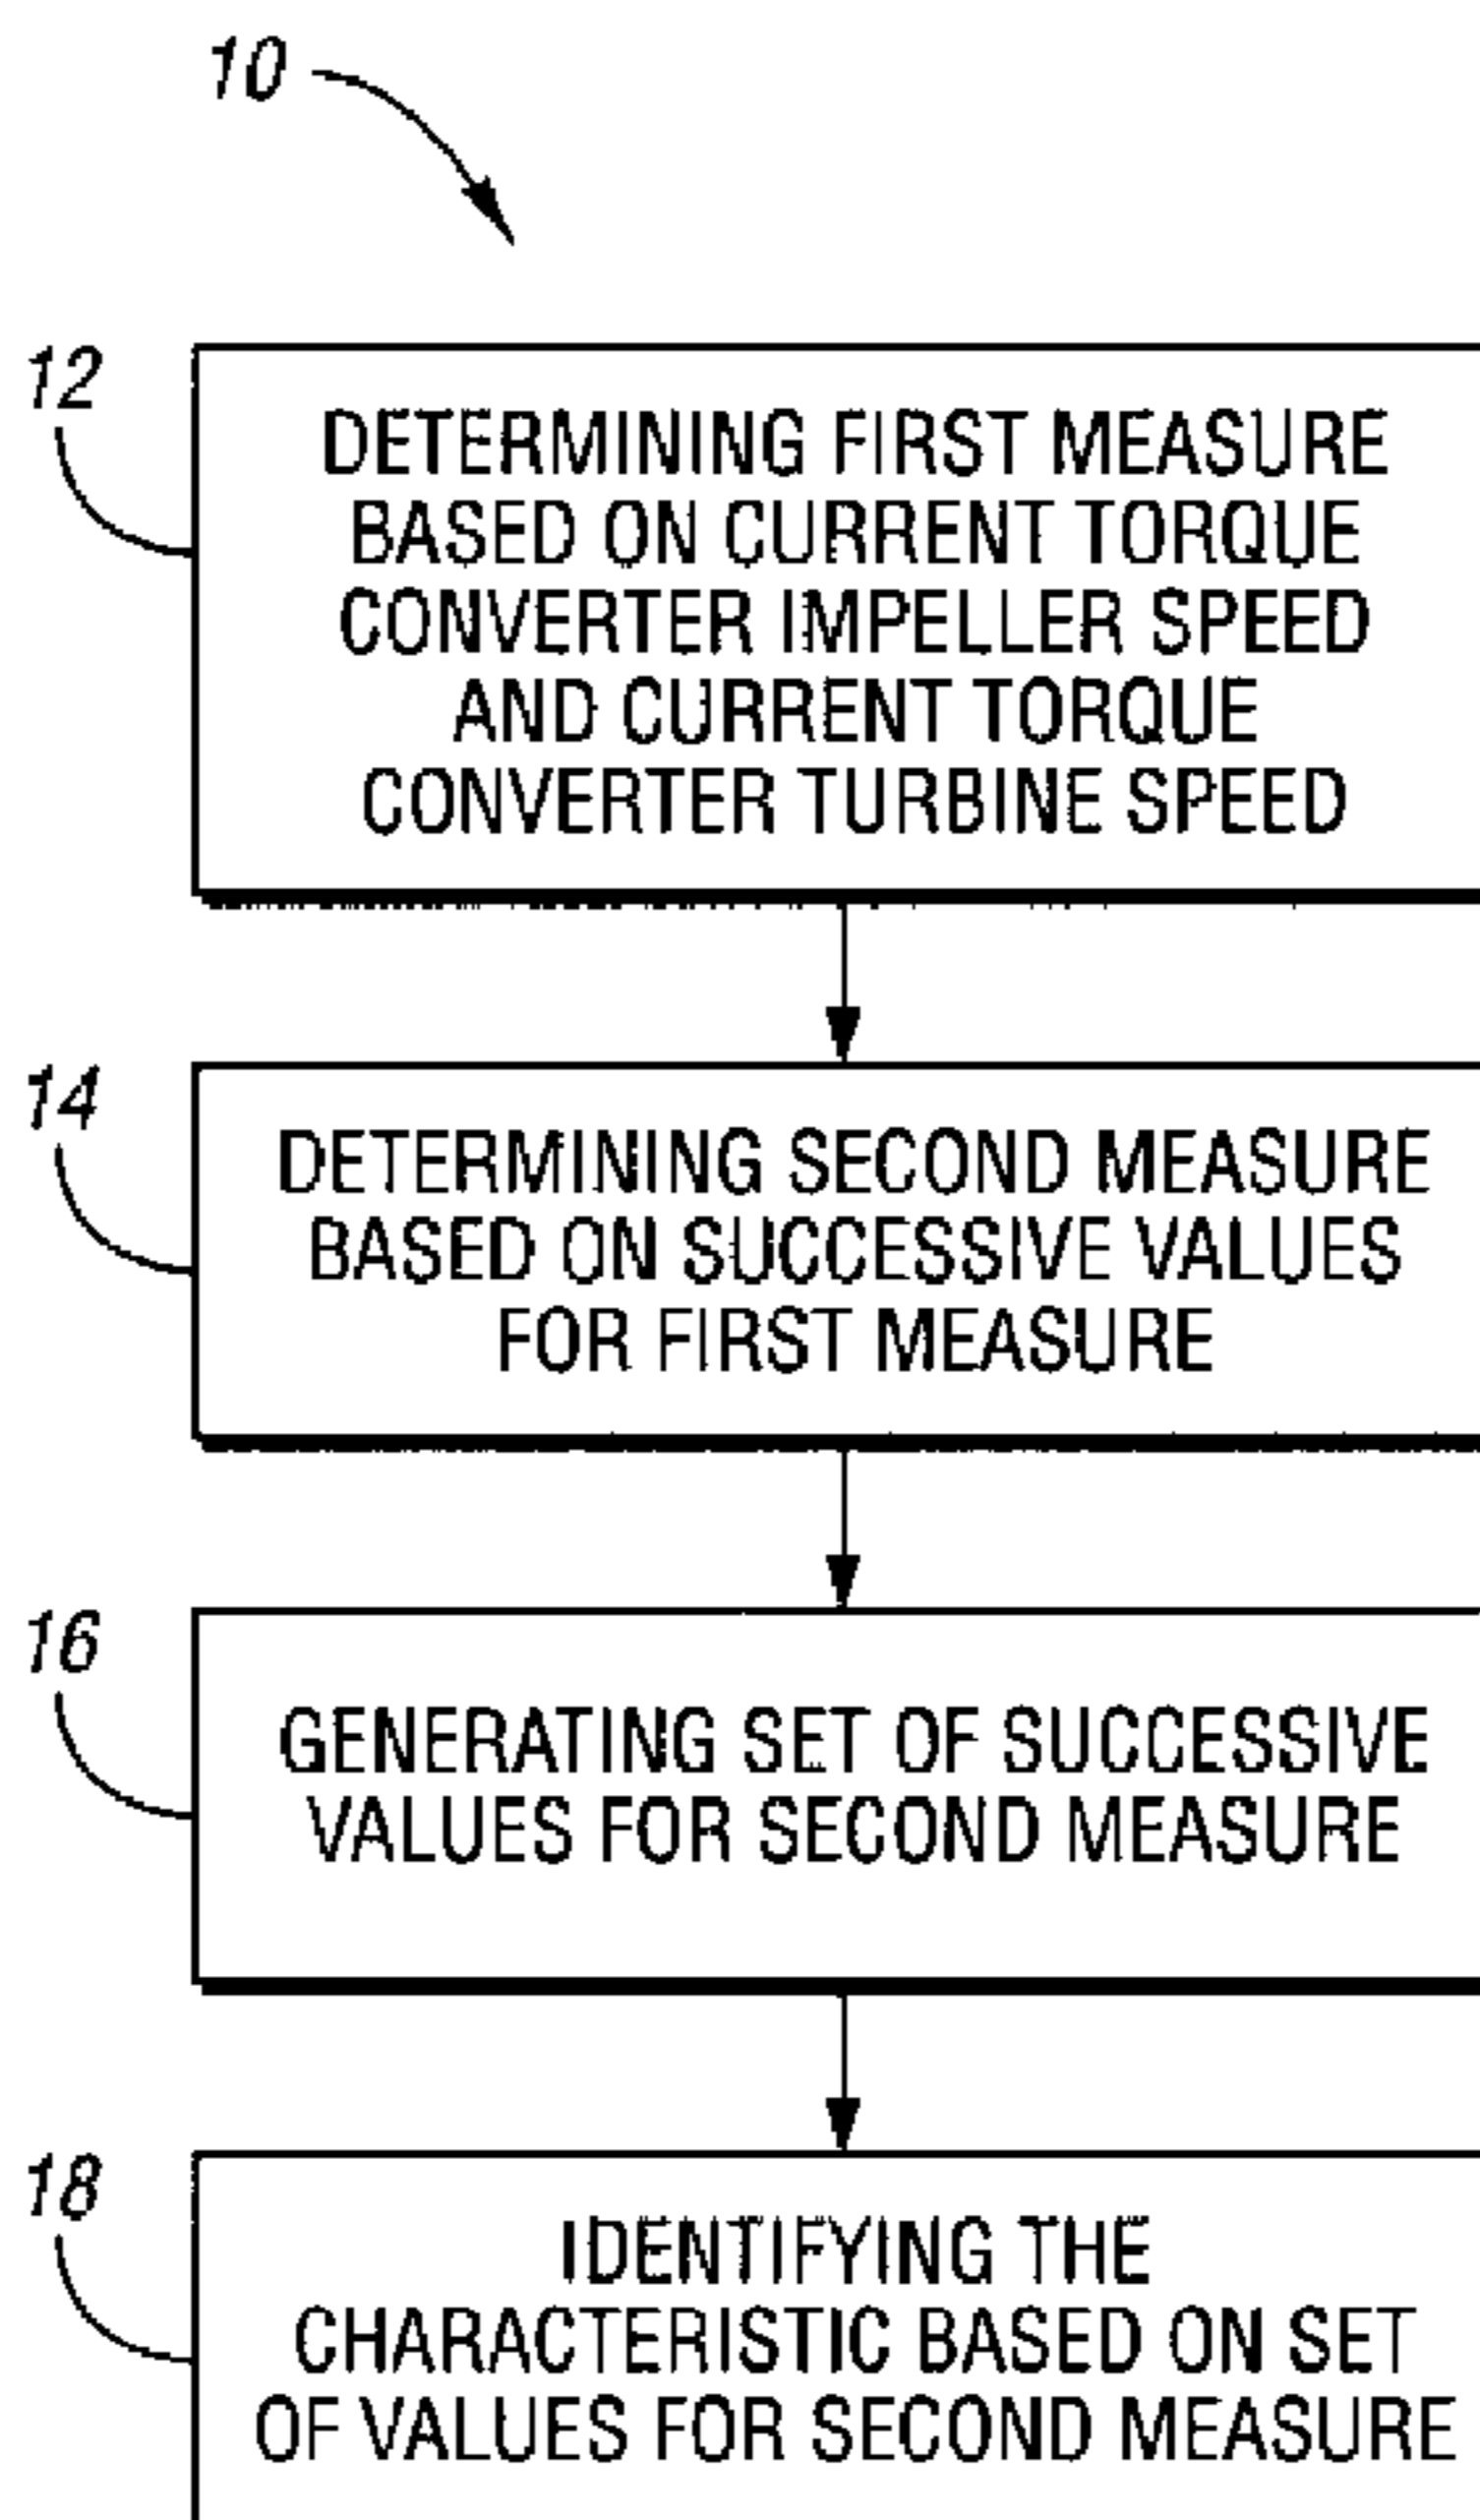 10
12
DETERMINING FIRST MEASURE
BASED ON CURRENT TORQUE
CONVERTER IMPELLER SPEED
AND CURRENT TORQUE
CONVERTER TURBINE SPEED
14
DETERMINING SECOND MEASURE
BASED ON SUCCESSIVE VALUES
FOR FIRST MEASURE
16
GENERATING SET OF SUCCESSIVE
VALUES FOR SECOND MEASURE
18
IDENTIFYING THE
CHARACTERISTIC BASED ON SET
OF VALUES FOR SECOND MEASURE